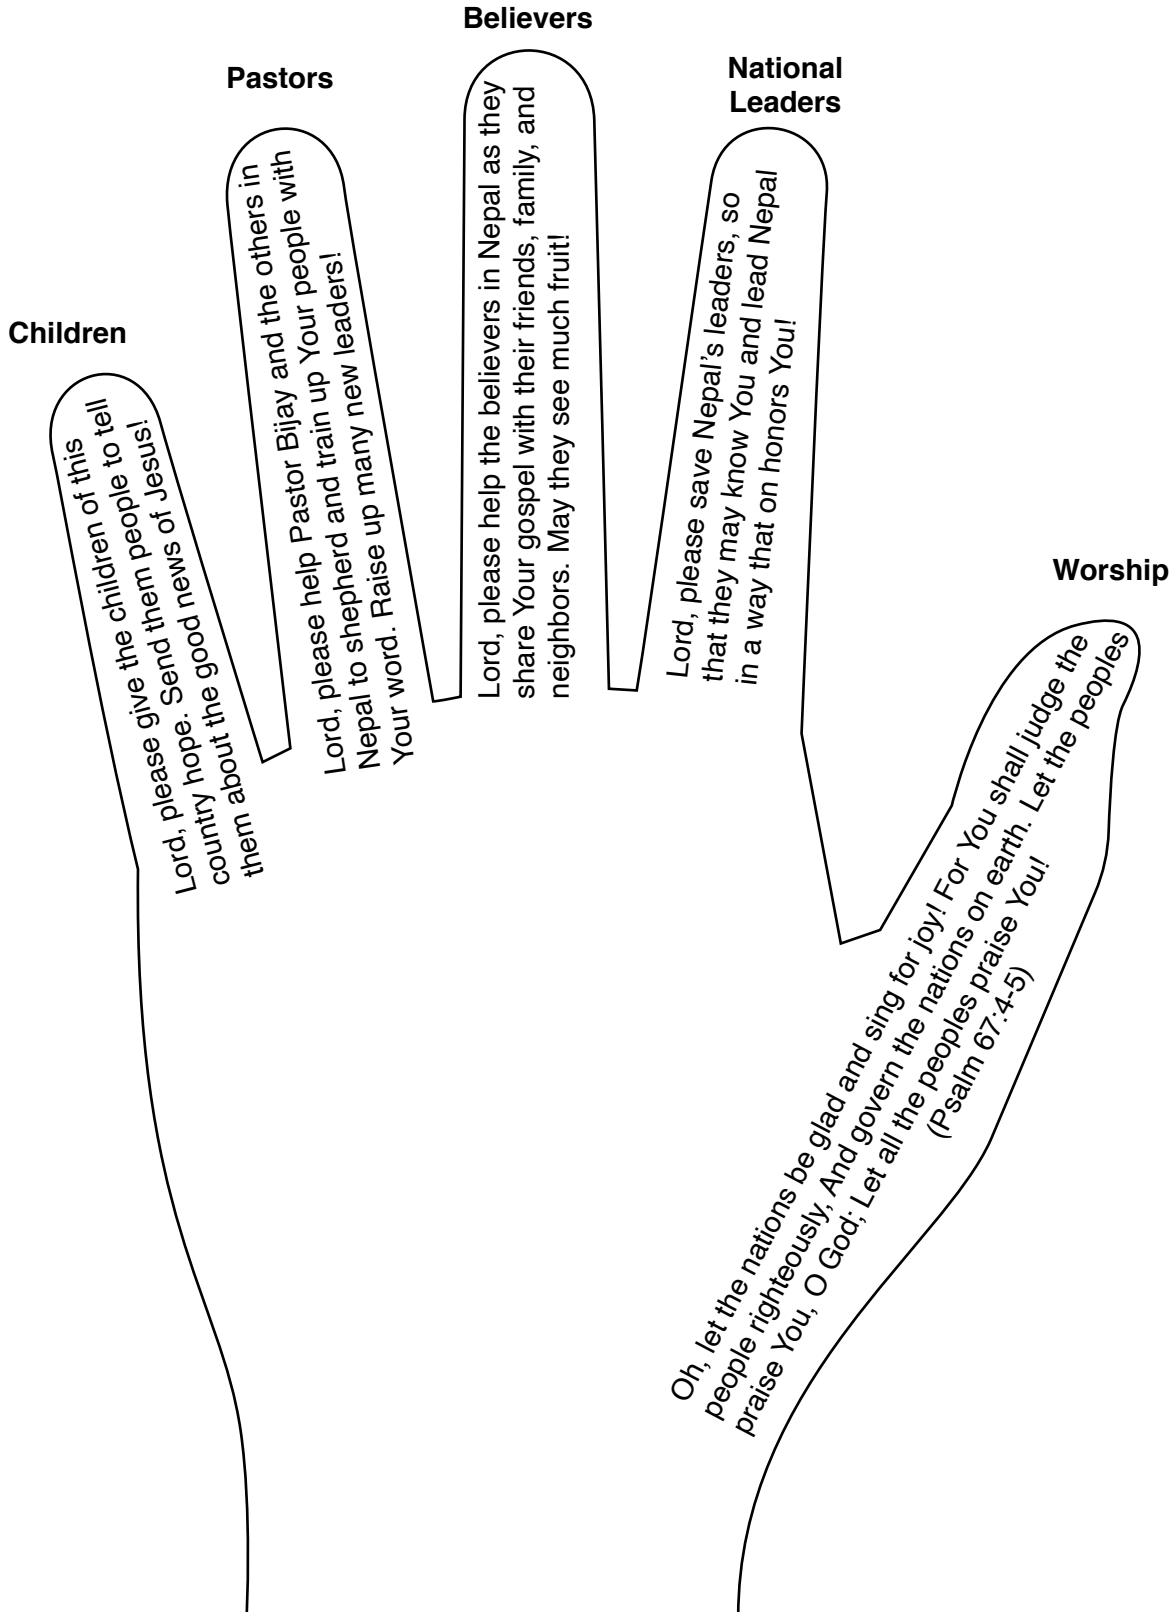 Children
Lord, please give the children of this
country hope. Send them people to tell
them about the good news of Jesus!
Pastors
Lord, please help Pastor Bijay and the others in
Nepal to shepherd and train up Your people with
Your word. Raise up many new leaders!
Believers
Lord, please help the believers in Nepal as they
share Your gospel with their friends, family, and
neighbors. May they see much fruit!
National
Leaders
Lord, please save Nepal’s leaders, so
that they may know You and lead Nepal
in a way that on honors You!
Worship
Oh, let the nations be glad and sing for joy! For You shall judge the
people righteously, And govern the nations on earth. Let the peoples
praise You, O God; Let all the peoples praise You!
(Psalm 67:4-5)